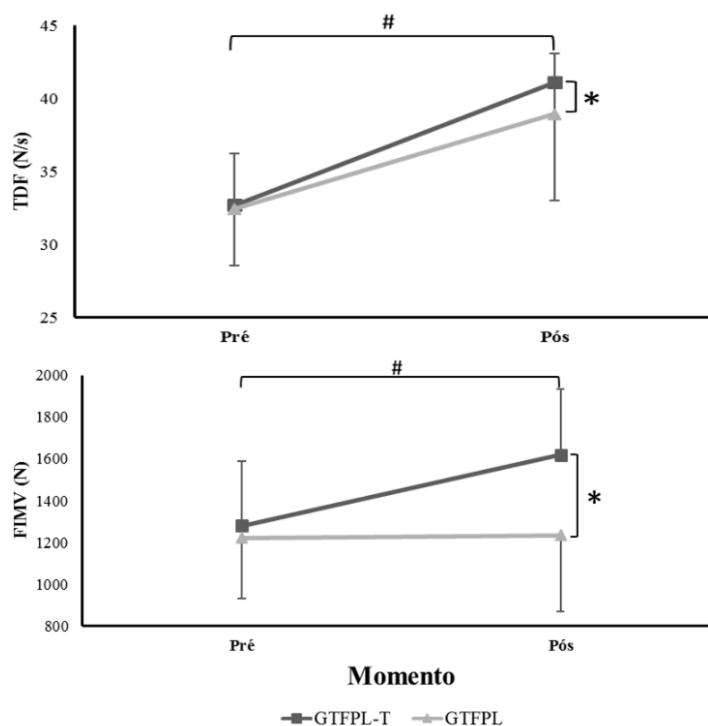 #
45
40
35
30
25
TDF (N/s)
*
Pré
Pós
#
2000
1800
1600
1400
1200
1000
800
FIMV (N)
*
Pré
Pós
Momento
GTFPL-T
GTFPL